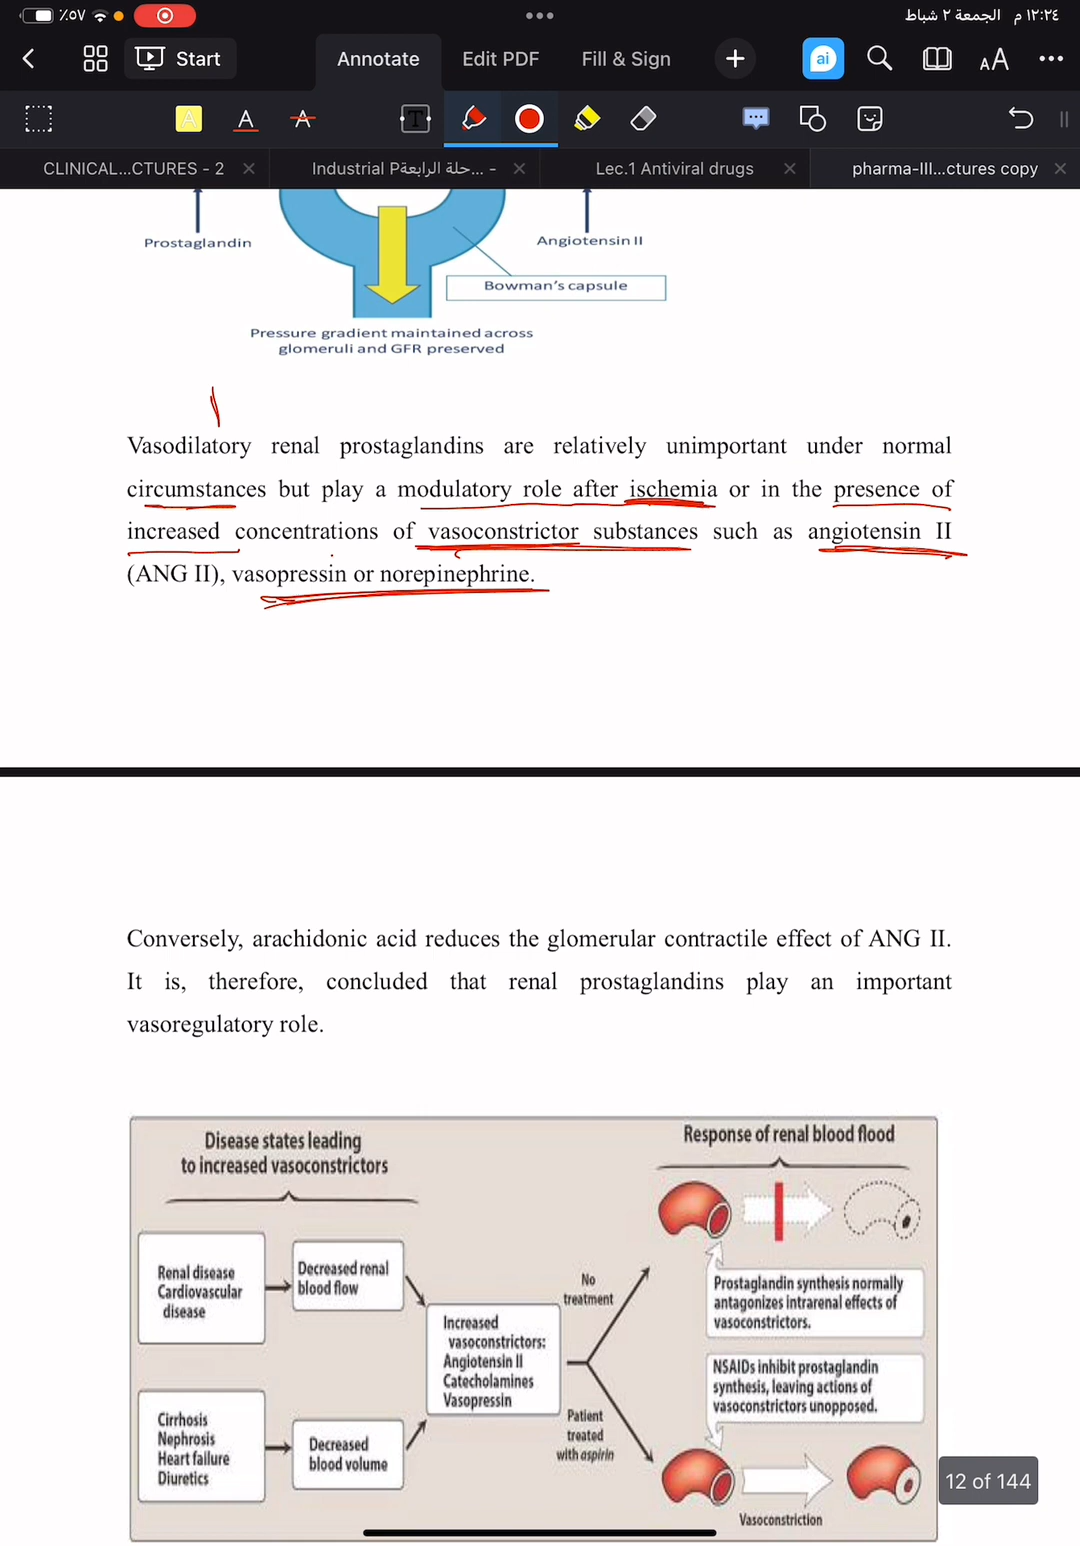 ٪٥٧
١٢:٢٤ م الجمعة ٢ شباط
Start
Annotate
Edit PDF
Fill & Sign
ai
AA
A
A
A
T
CLINICAL...CTURES - 2
Industrial Pحلة الرابعة... -
Lec.1 Antiviral drugs
pharma-III...ctures copy
Prostaglandin
Angiotensin II
Bowman's capsule
Pressure gradient maintained across
glomeruli and GFR preserved
Vasodilatory renal prostaglandins are relatively unimportant under normal
circumstances but play a modulatory role after ischemia or in the presence of
increased concentrations of vasoconstrictor substances such as angiotensin II
(ANG II), vasopressin or norepinephrine.
Conversely, arachidonic acid reduces the glomerular contractile effect of ANG II.
It is, therefore, concluded that renal prostaglandins play an important
vasoregulatory role.
Disease states leading
to increased vasoconstrictors
Response of renal blood flood
Renal disease
Cardiovascular
disease
Decreased renal
blood flow
Increased
vasoconstrictors:
Angiotensin II
Catecholamines
Vasopressin
No
treatment
Prostaglandin synthesis normally
antagonizes intrarenal effects of
vasoconstrictors.
NSAIDs inhibit prostaglandin
synthesis, leaving actions of
vasoconstrictors unopposed.
Cirrhosis
Nephrosis
Heart failure
Diuretics
Decreased
blood volume
Patient
treated
with aspirin
Vasoconstriction
12 of 144